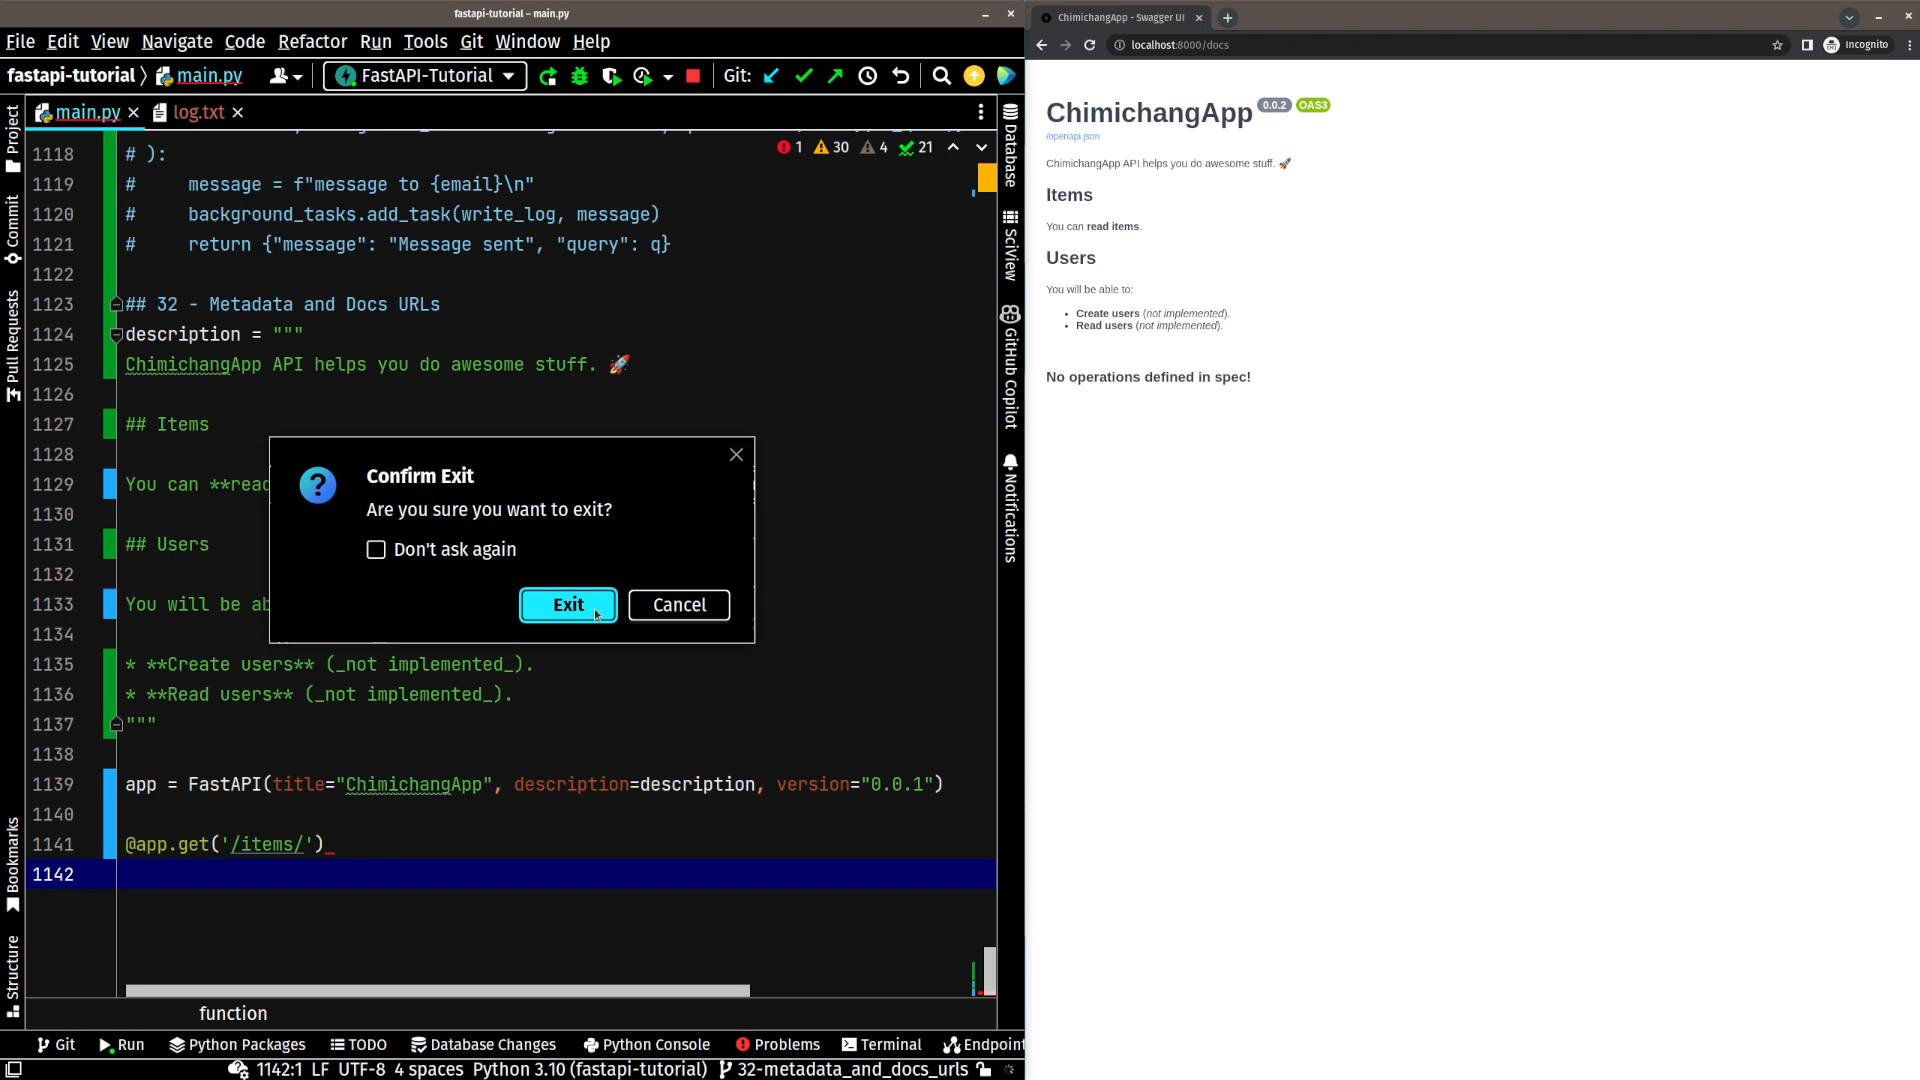 fastapi-tutorial – main.py
File Edit View Navigate Code Refactor Run Tools Git Window Help
fastapi-tutorial main.py FastAPI-Tutorial Git:
main.py log.txt
1 30 4 21
1118 # ):
1119 #     message = f"message to {email}\n"
1120 #     background_tasks.add_task(write_log, message)
1121 #     return {"message": "Message sent", "query": q}
1122
1123 ## 32 - Metadata and Docs URLs
1124 description = """
1125 ChimichangApp API helps you do awesome stuff. 🚀
1126
1127 ## Items
1128
1129 You can **read
1130
1131 ## Users
1132
1133 You will be ab
1134
1135 * **Create users** (_not implemented_).
1136 * **Read users** (_not implemented_).
1137 """
1138
1139 app = FastAPI(title="ChimichangApp", description=description, version="0.0.1")
1140
1141 @app.get('/items/')
1142
function
Confirm Exit
Are you sure you want to exit?
Don't ask again
Exit Cancel
Project
Commit
Pull Requests
Bookmarks
Structure
Database
SciView
GitHub Copilot
Notifications
Git Run Python Packages TODO Database Changes Python Console Problems Terminal Endpoint
1142:1 LF UTF-8 4 spaces Python 3.10 (fastapi-tutorial) 32-metadata_and_docs_urls
ChimichangApp - Swagger UI
localhost:8000/docs Incognito
ChimichangApp 0.0.2 OAS3
/openapi.json
ChimichangApp API helps you do awesome stuff. 🚀
Items
You can read items.
Users
You will be able to:
• Create users (not implemented).
• Read users (not implemented).
No operations defined in spec!